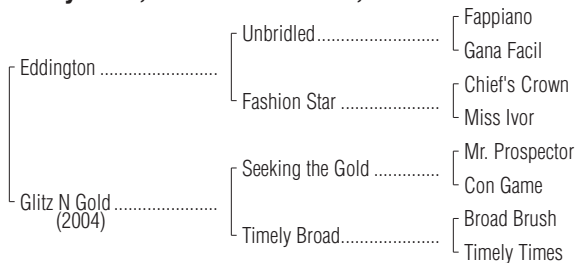 Unbridled
Fappiano
Gana Facil
Eddington
Fashion Star
Chief's Crown
Miss Ivor
Seeking the Gold
Mr. Prospector
Con Game
Glitz N Gold
(2004)
Timely Broad
Broad Brush
Timely Times